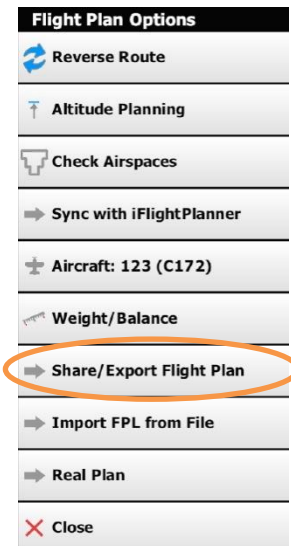 Flight Plan Options
Reverse Route
Altitude Planning
Check Airspaces
Sync with iFlightPlanner
Aircraft: 123 (C172)
Weight/Balance
Share/Export Flight Plan
Import FPL from File
Real Plan
Close